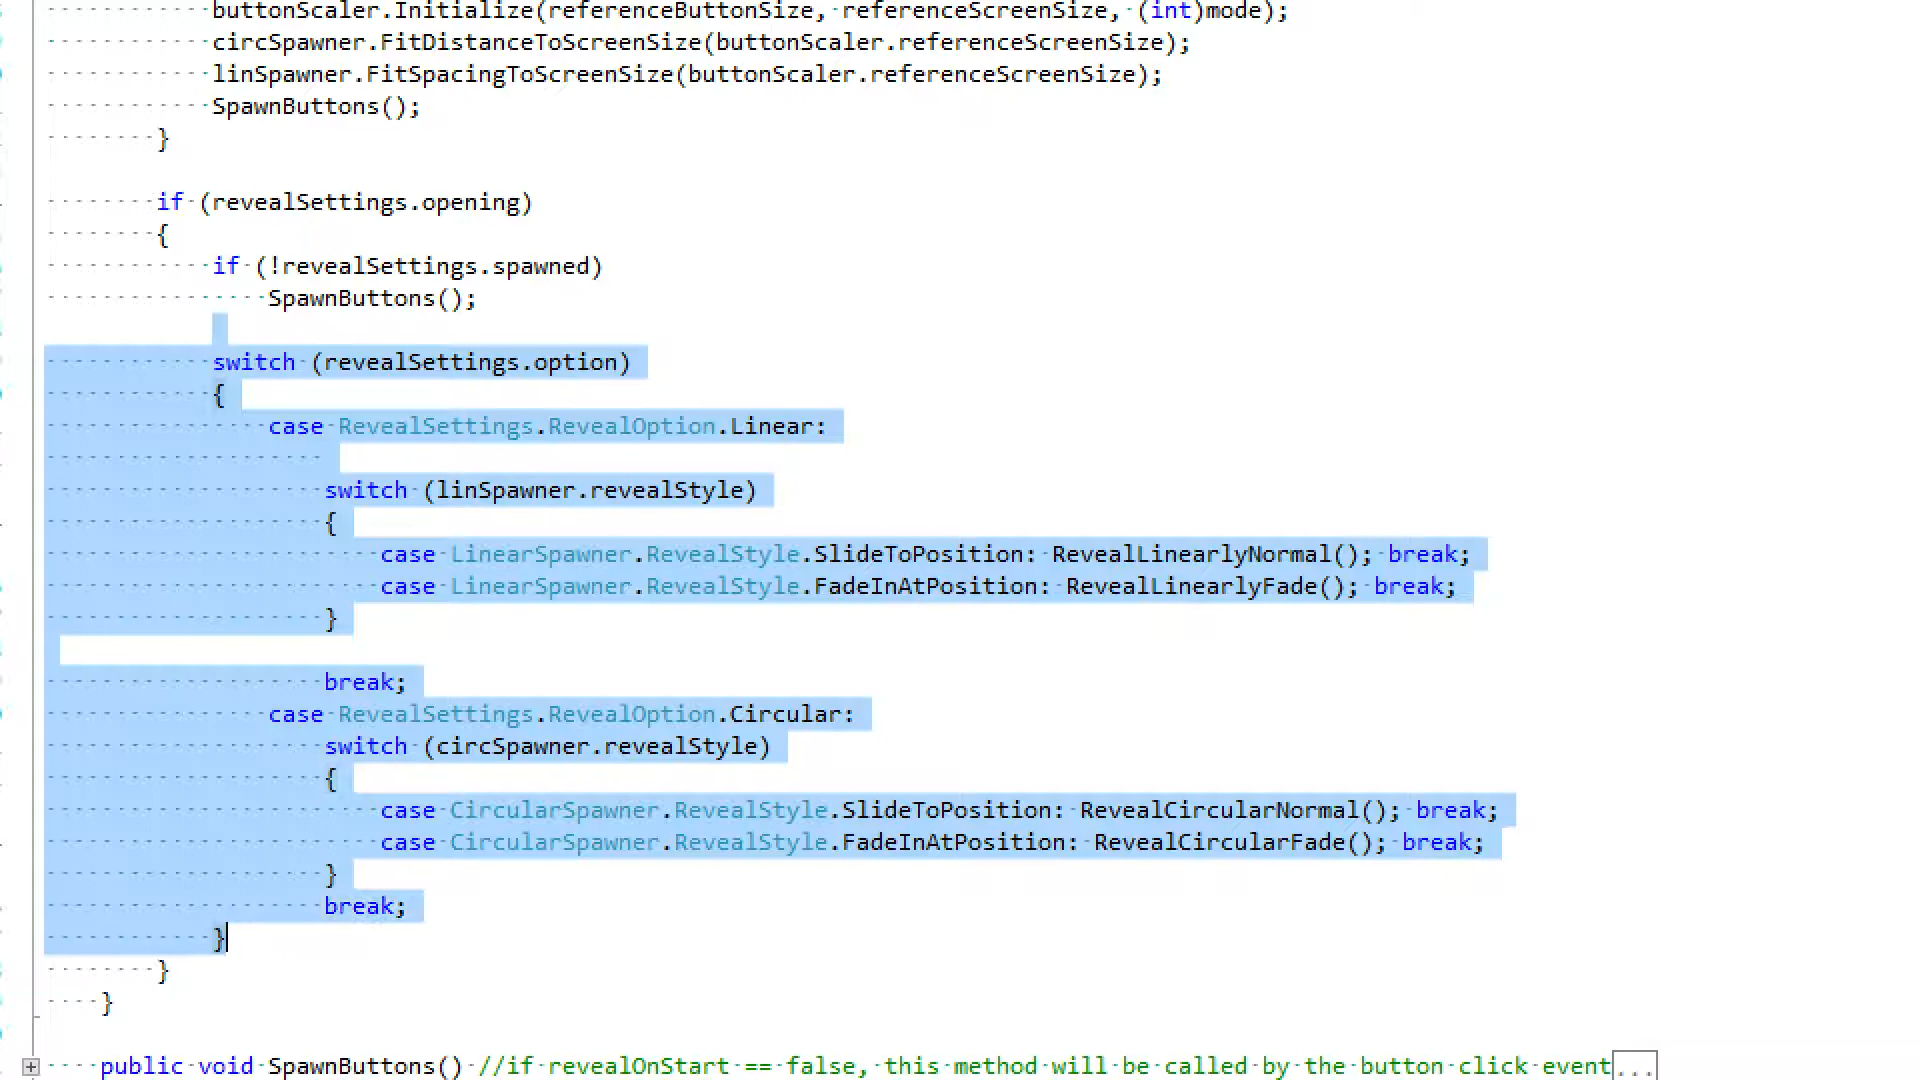 buttonScaler.Initialize(referenceButtonSize, referenceScreenSize, (int)mode);
circSpawner.FitDistanceToScreenSize(buttonScaler.referenceScreenSize);
linSpawner.FitSpacingToScreenSize(buttonScaler.referenceScreenSize);
SpawnButtons();
}
if (revealSettings.opening)
{
if (!revealSettings.spawned)
SpawnButtons();
switch (revealSettings.option)
{
case RevealSettings.RevealOption.Linear:
switch (linSpawner.revealStyle)
{
case LinearSpawner.RevealStyle.SlideToPosition: RevealLinearlyNormal(); break;
case LinearSpawner.RevealStyle.FadeInAtPosition: RevealLinearlyFade(); break;
}
break;
case RevealSettings.RevealOption.Circular:
switch (circSpawner.revealStyle)
{
case CircularSpawner.RevealStyle.SlideToPosition: RevealCircularNormal(); break;
case CircularSpawner.RevealStyle.FadeInAtPosition: RevealCircularFade(); break;
}
break;
}
}
}
public void SpawnButtons() //if revealOnStart == false, this method will be called by the button click event...